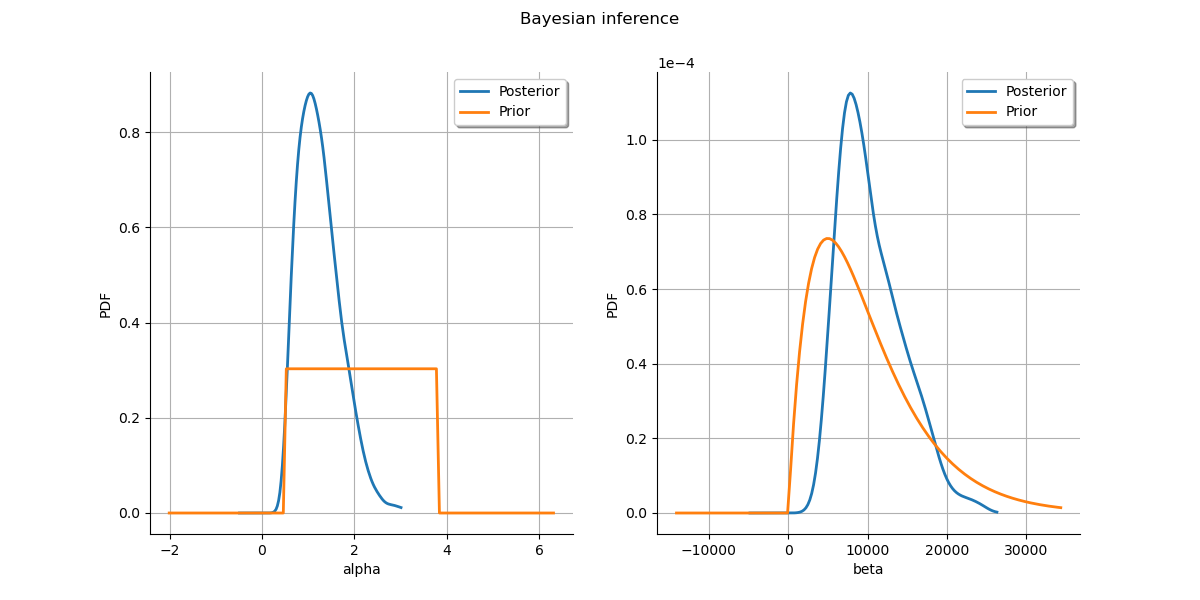 Bayesian inference
Posterior
Prior
0.8
0.6
0.4
0.2
0.0
PDF
−2
0
2
4
6
alpha
1e−4
Posterior
Prior
1.0
0.8
0.6
0.4
0.2
0.0
PDF
−10000
0
10000
20000
30000
beta